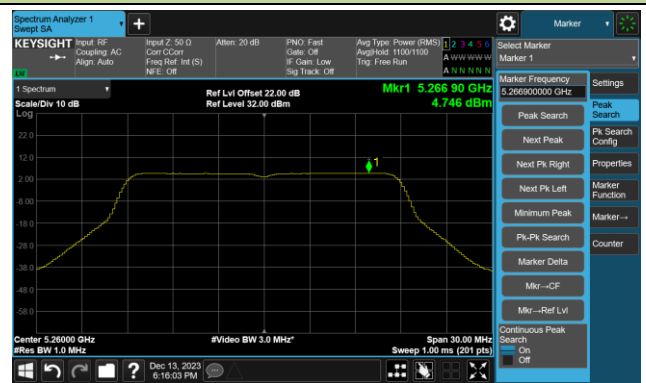 Spectrum Analyzer 1
Swept SA
Marker
KEYSIGHT
Input: RF
Coupling: AC
Align: Auto
Input Z: 50 Ω
Corr CCorr
Freq Ref: Int (S)
NFE: Off
Atten: 20 dB
PNO: Fast
Gate: Off
IF Gain: Low
Sig Track: Off
Avg Type: Power (RMS)
Avg|Hold: 1100/1100
Trig: Free Run
1 2 3 4 5 6
A W W W W W
A N N N N N
Select Marker
Marker 1
1 Spectrum
Scale/Div 10 dB
Log
Ref Lvl Offset 22.00 dB
Ref Level 32.00 dBm
Mkr1 5.266 90 GHz
4.746 dBm
22.0
12.0
2.00
-8.00
-18.0
-28.0
-38.0
-48.0
-58.0
1
Center 5.26000 GHz
#Res BW 1.0 MHz
#Video BW 3.0 MHz*
Span 30.00 MHz
Sweep 1.00 ms (201 pts)
Marker Frequency
5.266900000 GHz
Peak Search
Next Peak
Next Pk Right
Next Pk Left
Minimum Peak
Pk-Pk Search
Marker Delta
Mkr→CF
Mkr→Ref Lvl
Continuous Peak
Search
On
Off
Settings
Peak
Search
Pk Search
Config
Properties
Marker
Function
Marker→
Counter
Dec 13, 2023
6:16:03 PM